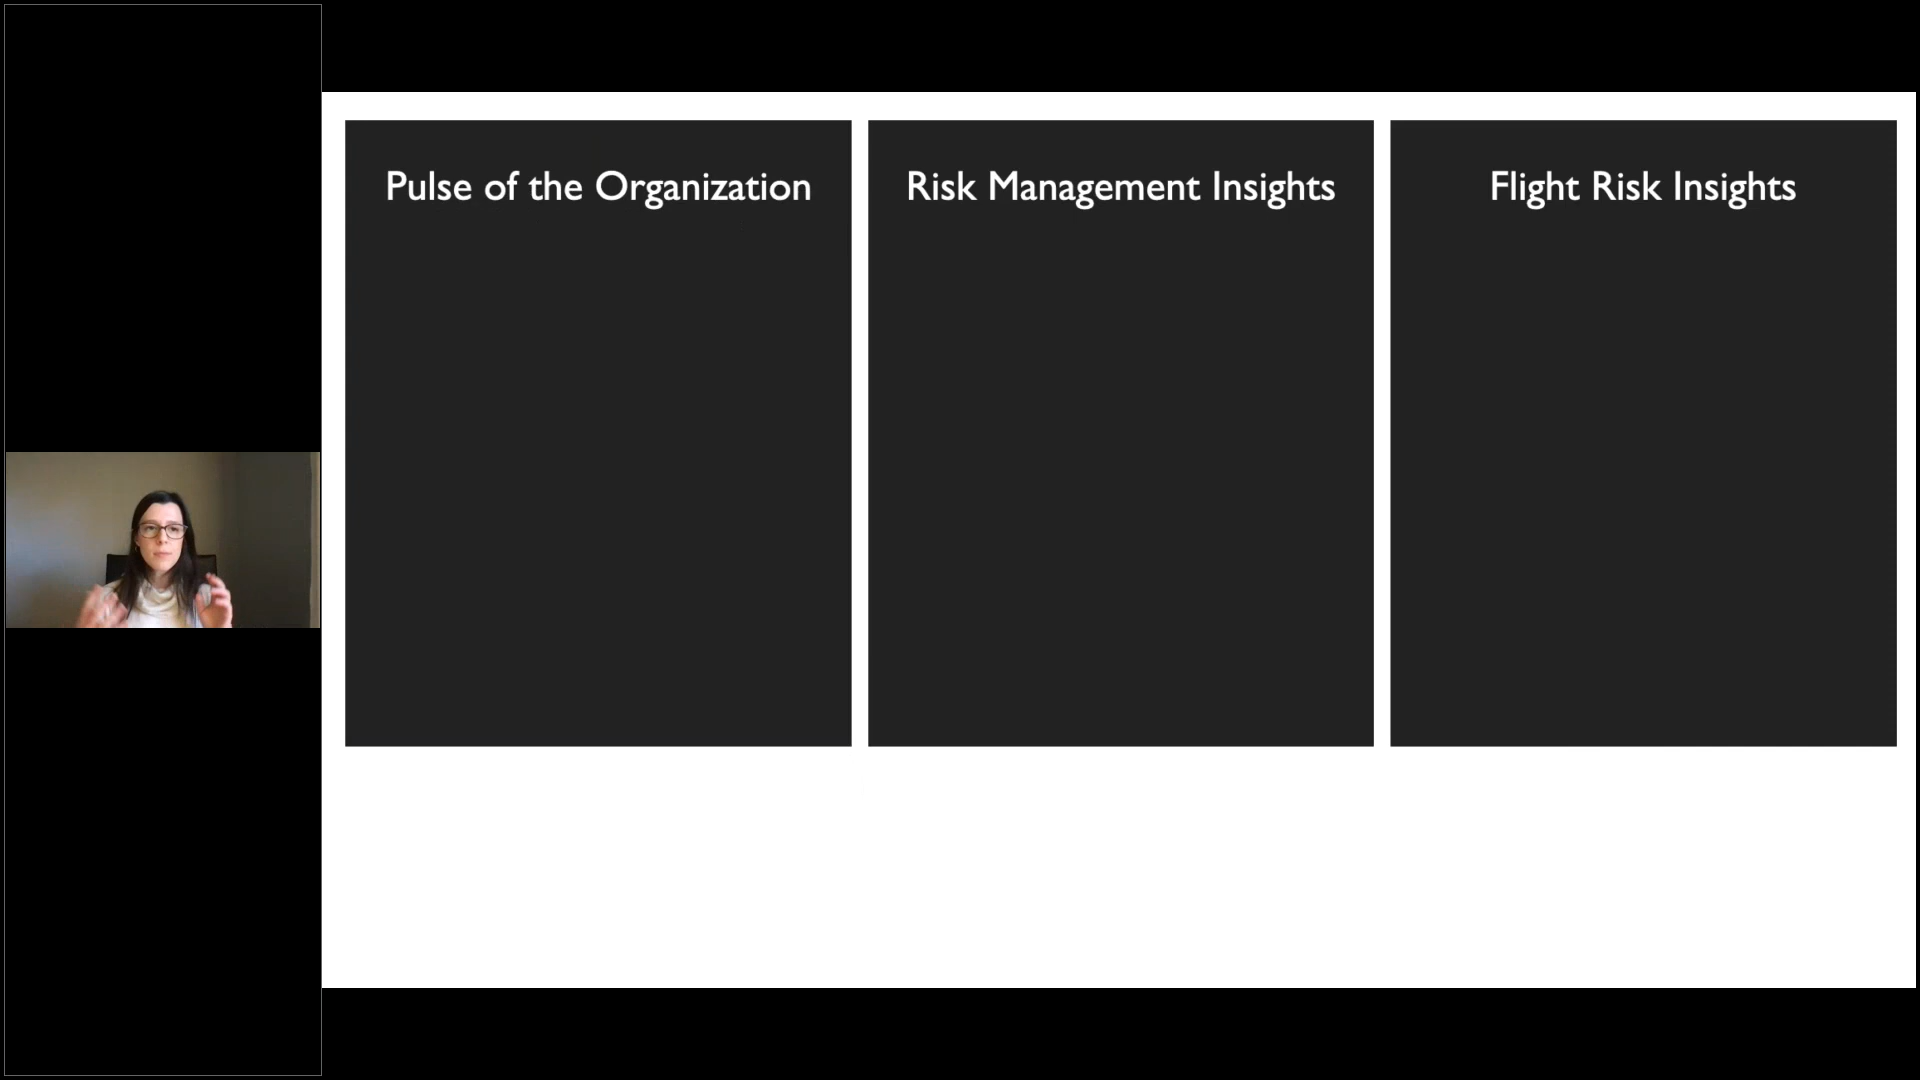 Pulse of the Organization
Risk Management Insights
Flight Risk Insights